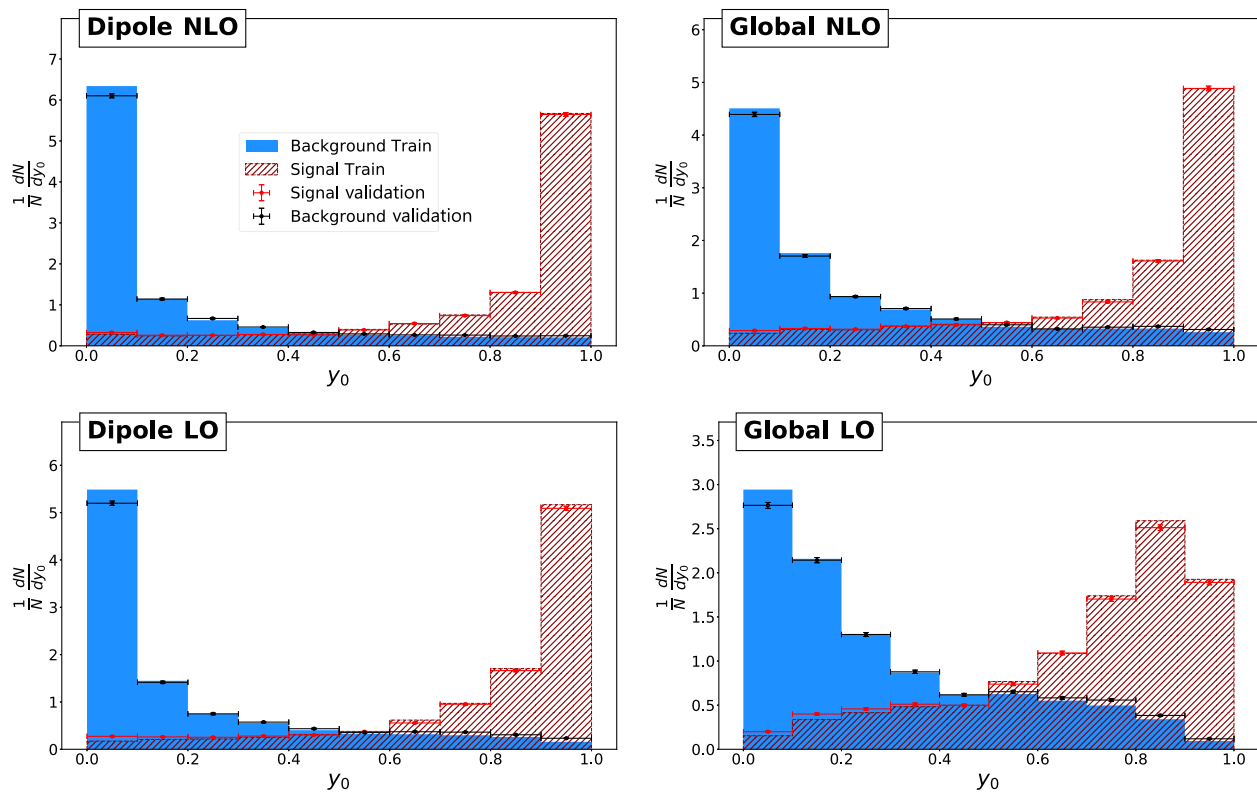 Dipole NLO
7
6
5
4
3
2
1
0
1/N dN/dy₀
Background Train
Signal Train
Signal validation
Background validation
0.0 0.2 0.4 0.6 0.8 1.0
y₀
Global NLO
6
5
4
3
2
1
0
1/N dN/dy₀
0.0 0.2 0.4 0.6 0.8 1.0
y₀
Dipole LO
6
5
4
3
2
1
0
1/N dN/dy₀
0.0 0.2 0.4 0.6 0.8 1.0
y₀
Global LO
3.5
3.0
2.5
2.0
1.5
1.0
0.5
0.0
1/N dN/dy₀
0.0 0.2 0.4 0.6 0.8 1.0
y₀